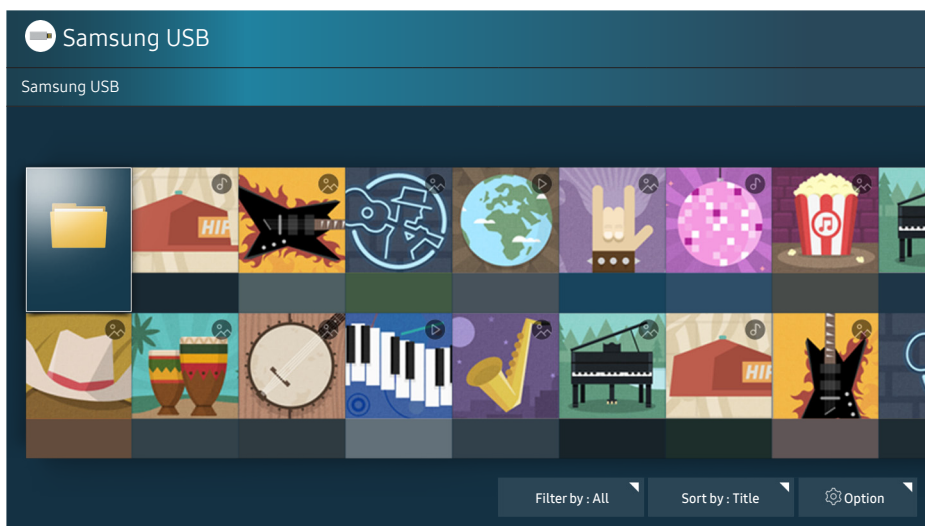 Samsung USB
Samsung USB
HIP
HIP
Filter by : All
Sort by : Title
Option